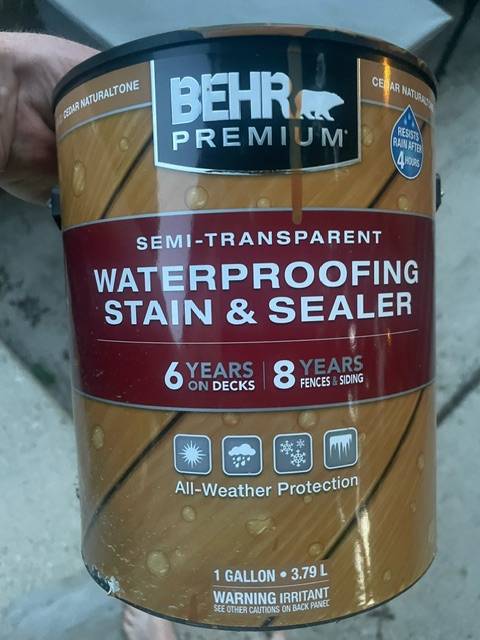 CEDAR NATURALTONE
BEHR
PREMIUM®
CEDAR NATURALTONE
RESISTS
RAIN AFTER
4 HOURS
SEMI-TRANSPARENT
WATERPROOFING
STAIN & SEALER
6 YEARS ON DECKS
8 YEARS FENCES & SIDING
All-Weather Protection
1 GALLON • 3.79 L
WARNING IRRITANT
SEE OTHER CAUTIONS ON BACK PANEL